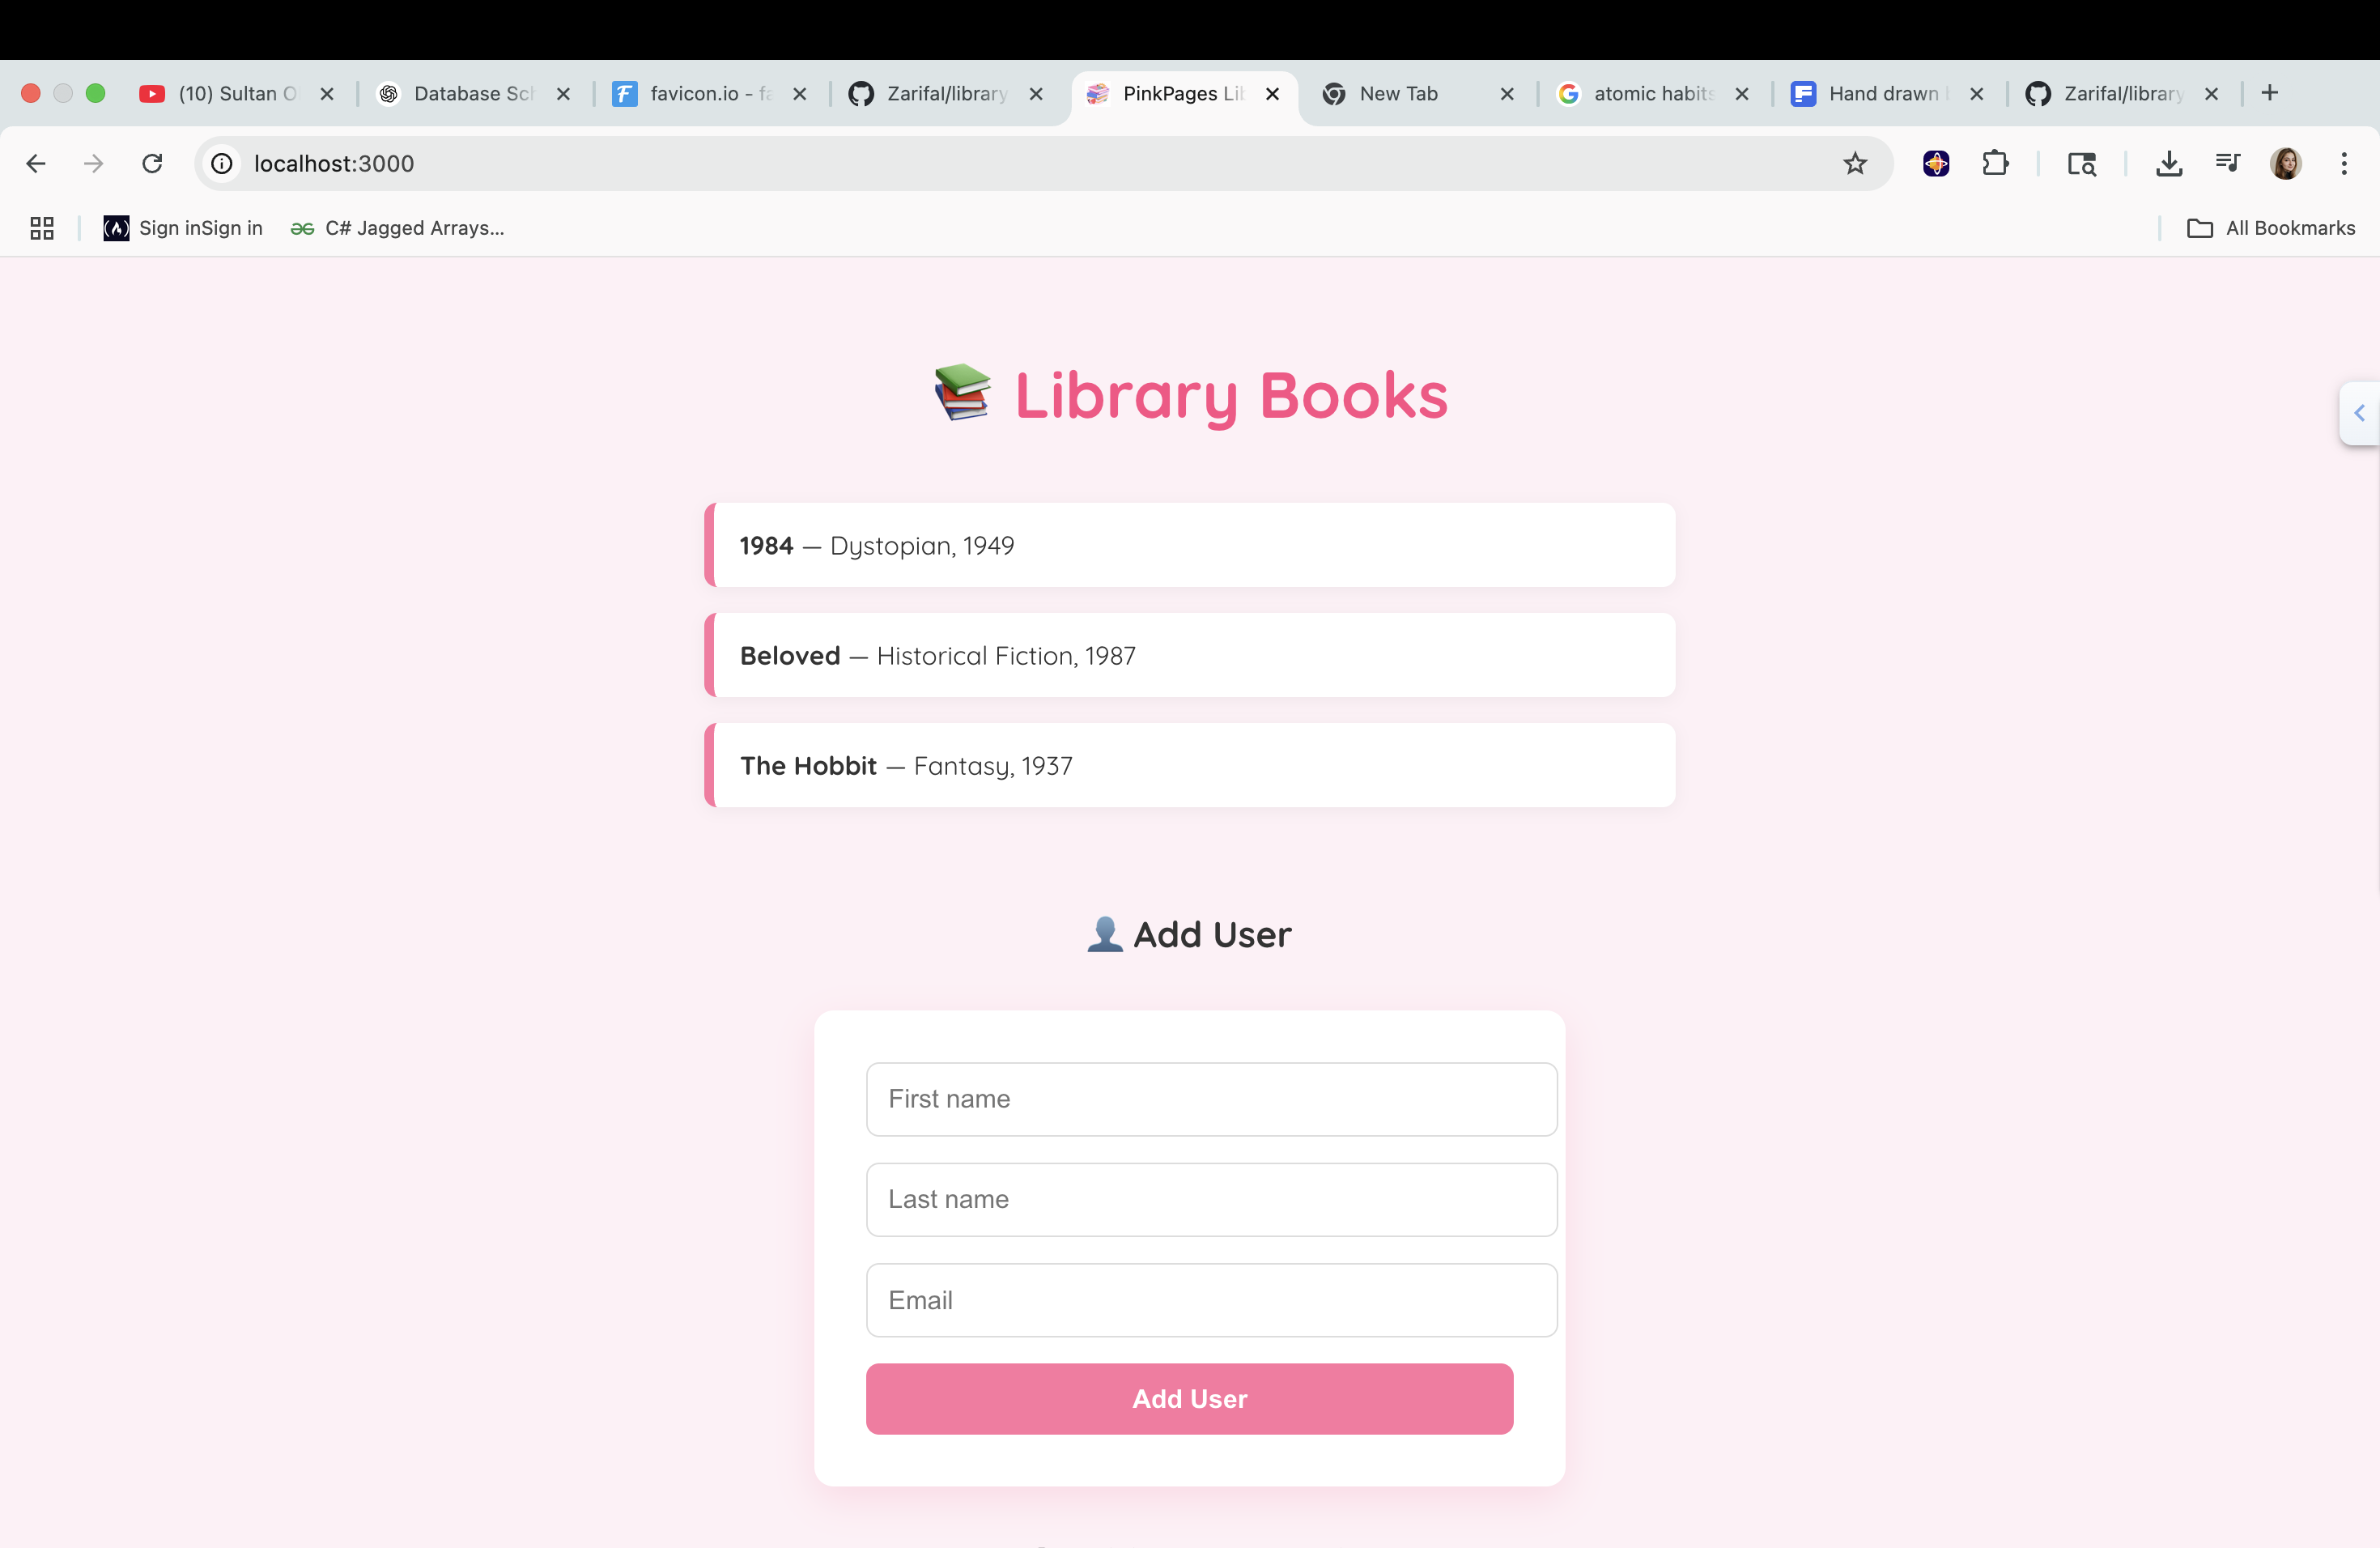 (10) Sultan O
Database Sch
favicon.io - fa
Zarifal/library
PinkPages Lib
New Tab
atomic habits
Hand drawn
Zarifal/library
localhost:3000
Sign inSign in
C# Jagged Arrays...
All Bookmarks
Library Books
1984 — Dystopian, 1949
Beloved — Historical Fiction, 1987
The Hobbit — Fantasy, 1937
Add User
First name
Last name
Email
Add User